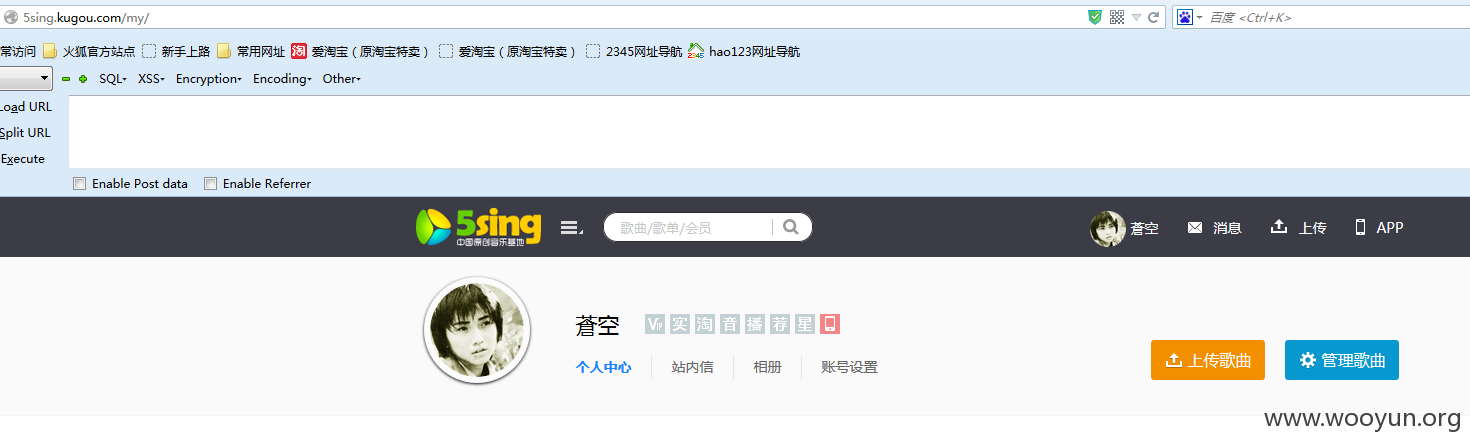 5sing.kugou.com/my/ 百度 <Ctrl+K>
常访问 火狐官方站点 新手上路 常用网址 淘 爱淘宝（原淘宝特卖） 爱淘宝（原淘宝特卖） 2345网址导航 2345 hao123网址导航
SQL XSS Encryption Encoding Other
Load URL
Split URL
Execute
Enable Post data Enable Referrer
5sing 中国原创音乐基地 歌曲/歌单/会员 蒼空 消息 上传 APP
蒼空 VIP 实 淘 音 播 荐 星
个人中心 站内信 相册 账号设置
上传歌曲 管理歌曲
www.wooyun.org